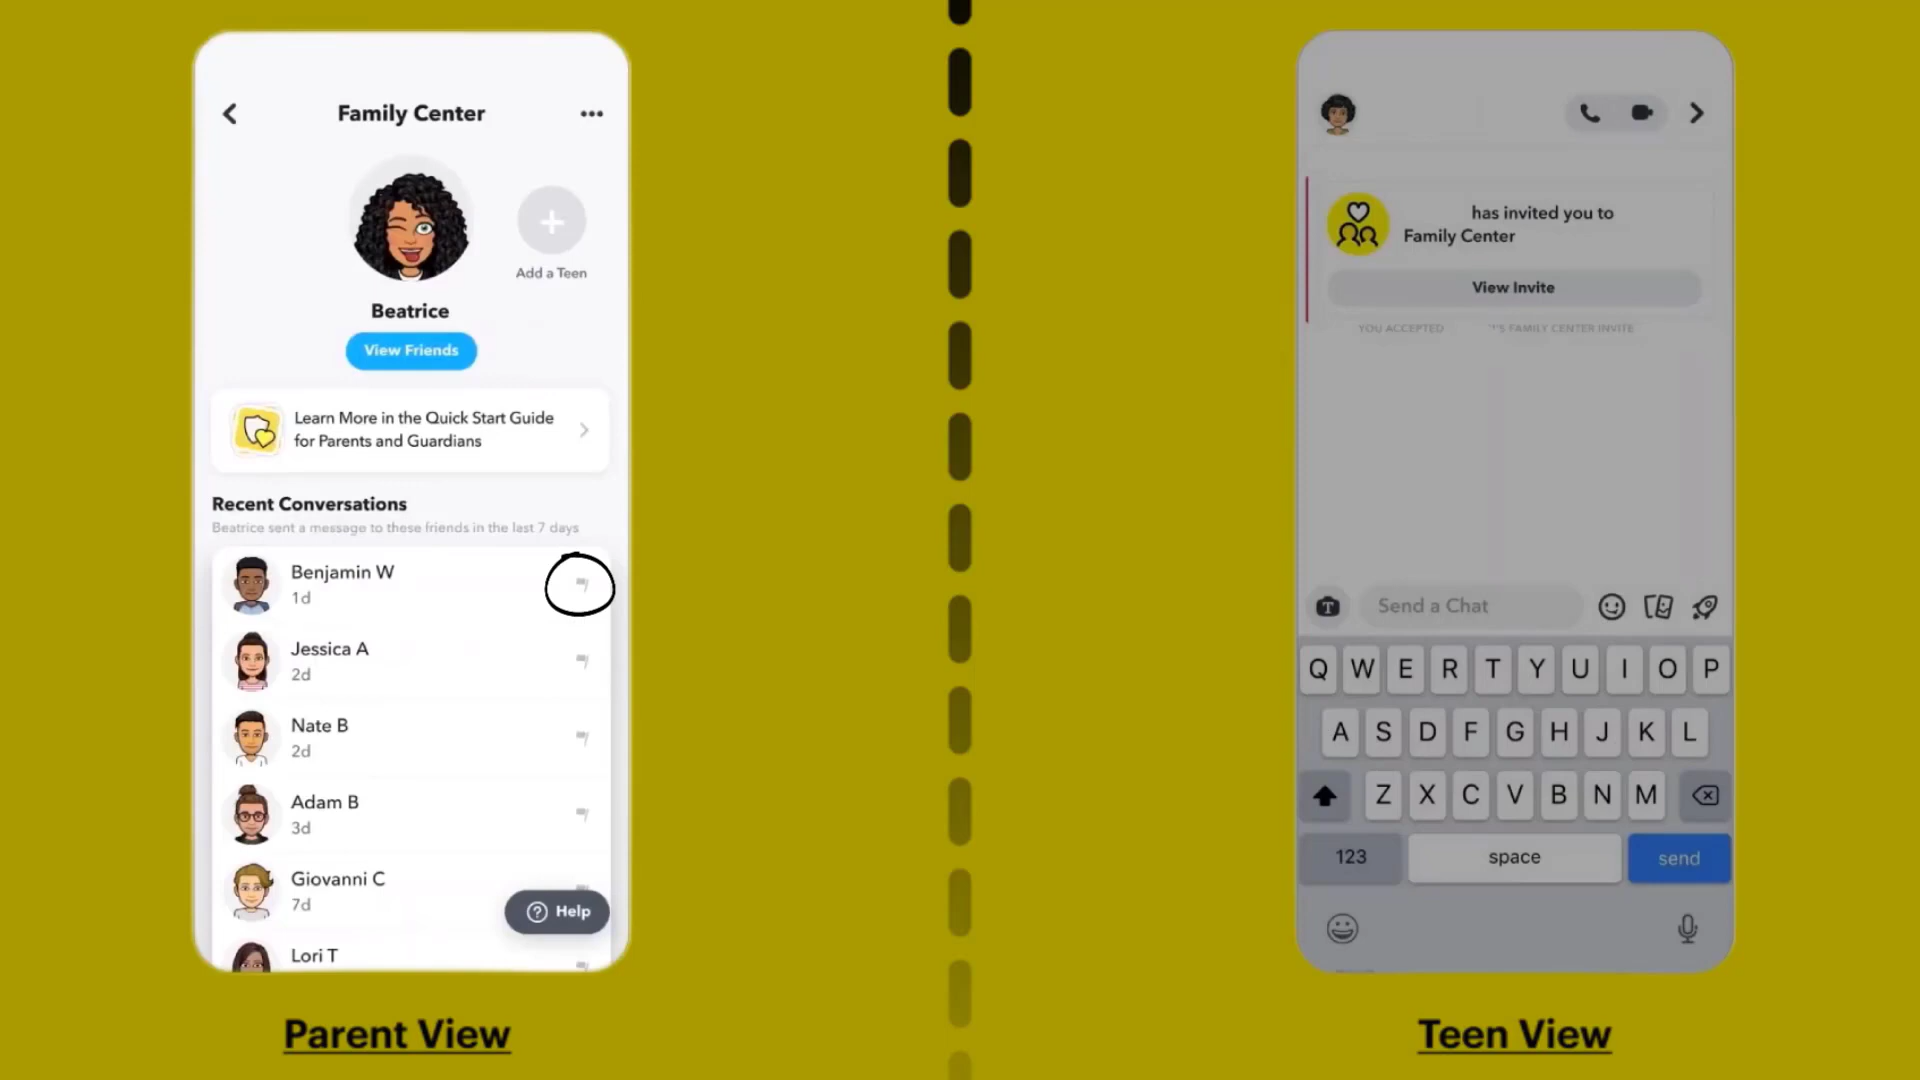 Family Center
Add a Teen
Beatrice
View Friends
Learn More in the Quick Start Guide
for Parents and Guardians
Recent Conversations
Beatrice sent a message to these friends in the last 7 days
Benjamin W
1d
Jessica A
2d
Nate B
2d
Adam B
3d
Giovanni C
7d
? Help
Lori T
Parent View
has invited you to
Family Center
View Invite
YOU ACCEPTED 'S FAMILY CENTER INVITE
T
Send a Chat
Q W E R T Y U I O P
A S D F G H J K L
Z X C V B N M
123 space send
Teen View